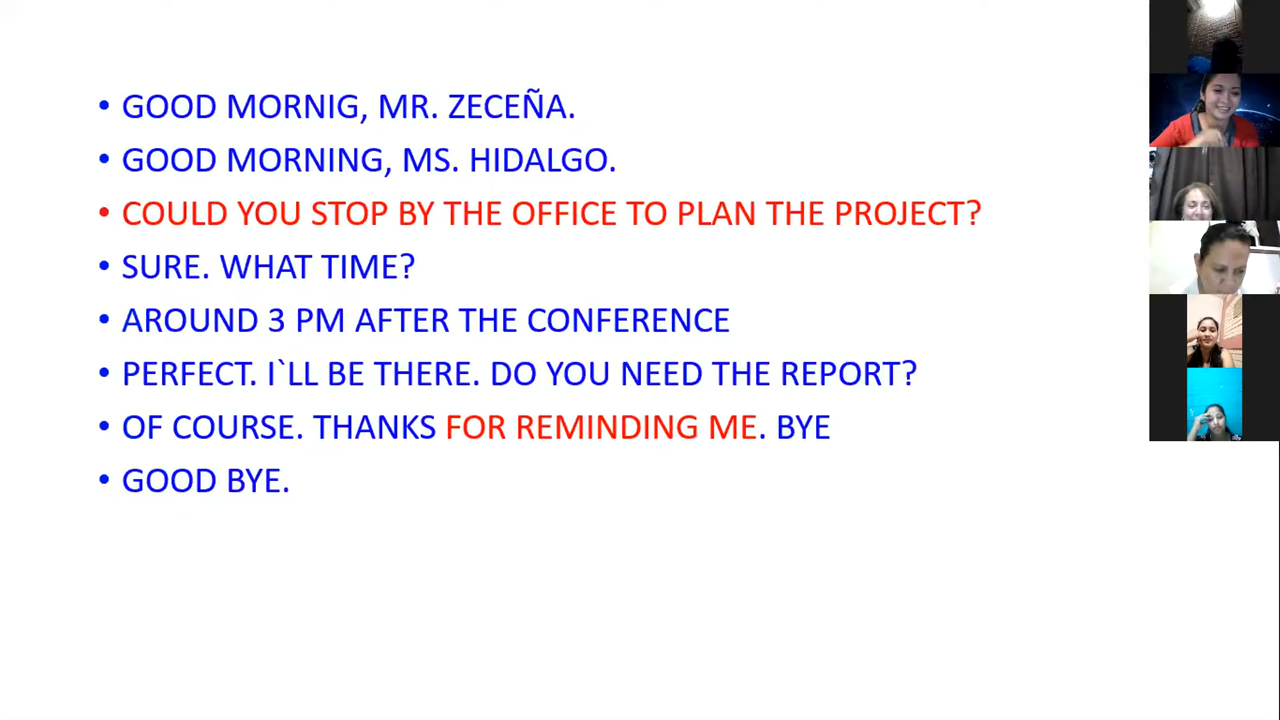 • GOOD MORNIG, MR. ZECEÑA.
• GOOD MORNING, MS. HIDALGO.
• COULD YOU STOP BY THE OFFICE TO PLAN THE PROJECT?
• SURE. WHAT TIME?
• AROUND 3 PM AFTER THE CONFERENCE
• PERFECT. I`LL BE THERE. DO YOU NEED THE REPORT?
• OF COURSE. THANKS FOR REMINDING ME. BYE
• GOOD BYE.